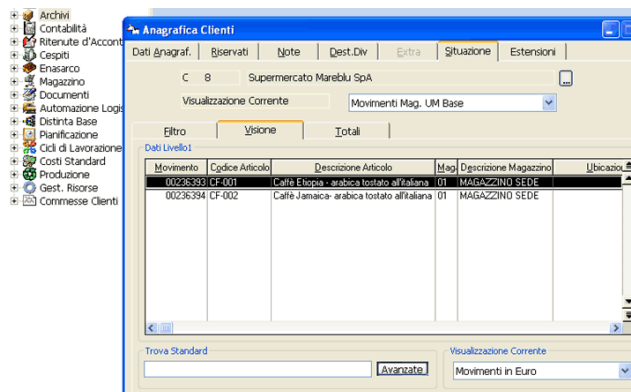 Archivi
Contabilità
Ritenute d'Accont
Cespiti
Enasarco
Magazzino
Documenti
Automazione Logis
Distinta Base
Pianificazione
Cicli di Lavorazione
Costi Standard
Produzione
Gest. Risorse
Commesse Clienti
Anagrafica Clienti
Dati Anagraf. Riservati Note Dest.Div Extra Situazione Estensioni
C 8 Supermercato Mareblu SpA ...
Visualizzazione Corrente Movimenti Mag. UM Base
Filtro Visione Totali
Dati Livello1
Movimento Codice Articolo Descrizione Articolo Mag. Descrizione Magazzino Ubicazion
00236393 CF-001 Caffè Etiopia - arabica tostato all'italiana 01 MAGAZZINO SEDE
00236394 CF-002 Caffè Jamaica- arabica tostato all'italiana 01 MAGAZZINO SEDE
Trova Standard Visualizzazione Corrente
Avanzate Movimenti in Euro